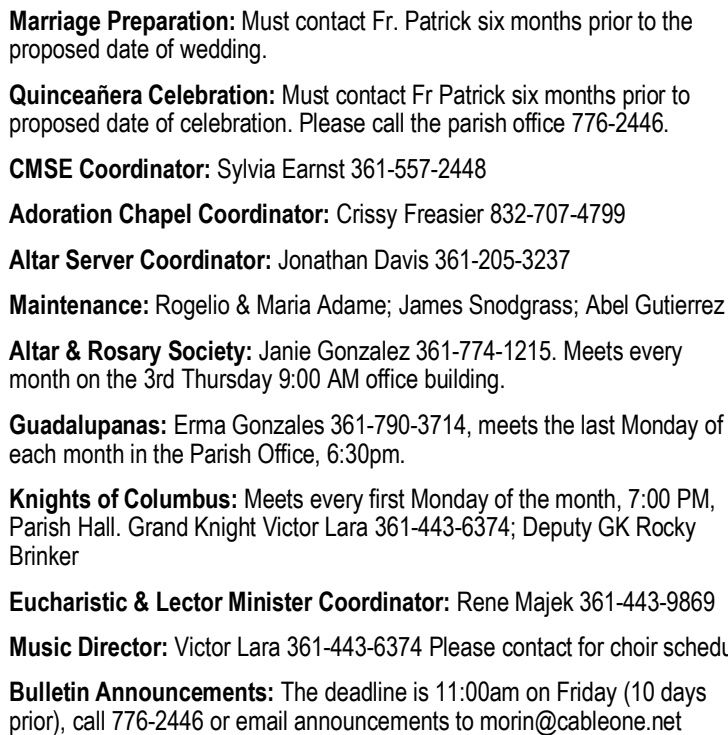 Marriage Preparation: Must contact Fr. Patrick six months prior to the
proposed date of wedding.
Quinceañera Celebration: Must contact Fr Patrick six months prior to
proposed date of celebration. Please call the parish office 776-2446.
CMSE Coordinator: Sylvia Earnst 361-557-2448
Adoration Chapel Coordinator: Crissy Freasier 832-707-4799
Altar Server Coordinator: Jonathan Davis 361-205-3237
Maintenance: Rogelio & Maria Adame; James Snodgrass; Abel Gutierrez
Altar & Rosary Society: Janie Gonzalez 361-774-1215. Meets every
month on the 3rd Thursday 9:00 AM office building.
Guadalupanas: Erma Gonzales 361-790-3714, meets the last Monday of
each month in the Parish Office, 6:30pm.
Knights of Columbus: Meets every first Monday of the month, 7:00 PM,
Parish Hall. Grand Knight Victor Lara 361-443-6374; Deputy GK Rocky
Brinker
Eucharistic & Lector Minister Coordinator: Rene Majek 361-443-9869
Music Director: Victor Lara 361-443-6374 Please contact for choir schedu
Bulletin Announcements: The deadline is 11:00am on Friday (10 days
prior), call 776-2446 or email announcements to morin@cableone.net